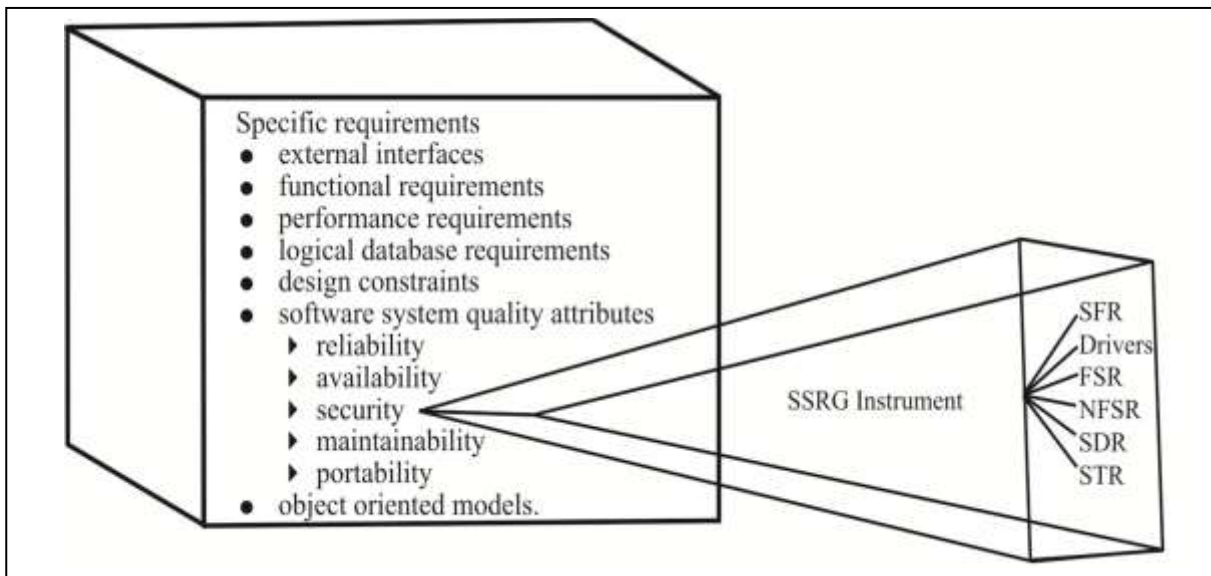 Specific requirements
● external interfaces
● functional requirements
● performance requirements
● logical database requirements
● design constraints
● software system quality attributes
‣ reliability
‣ availability
‣ security
‣ maintainability
‣ portability
● object oriented models.
SSRG Instrument
SFR
Drivers
FSR
NFSR
SDR
STR